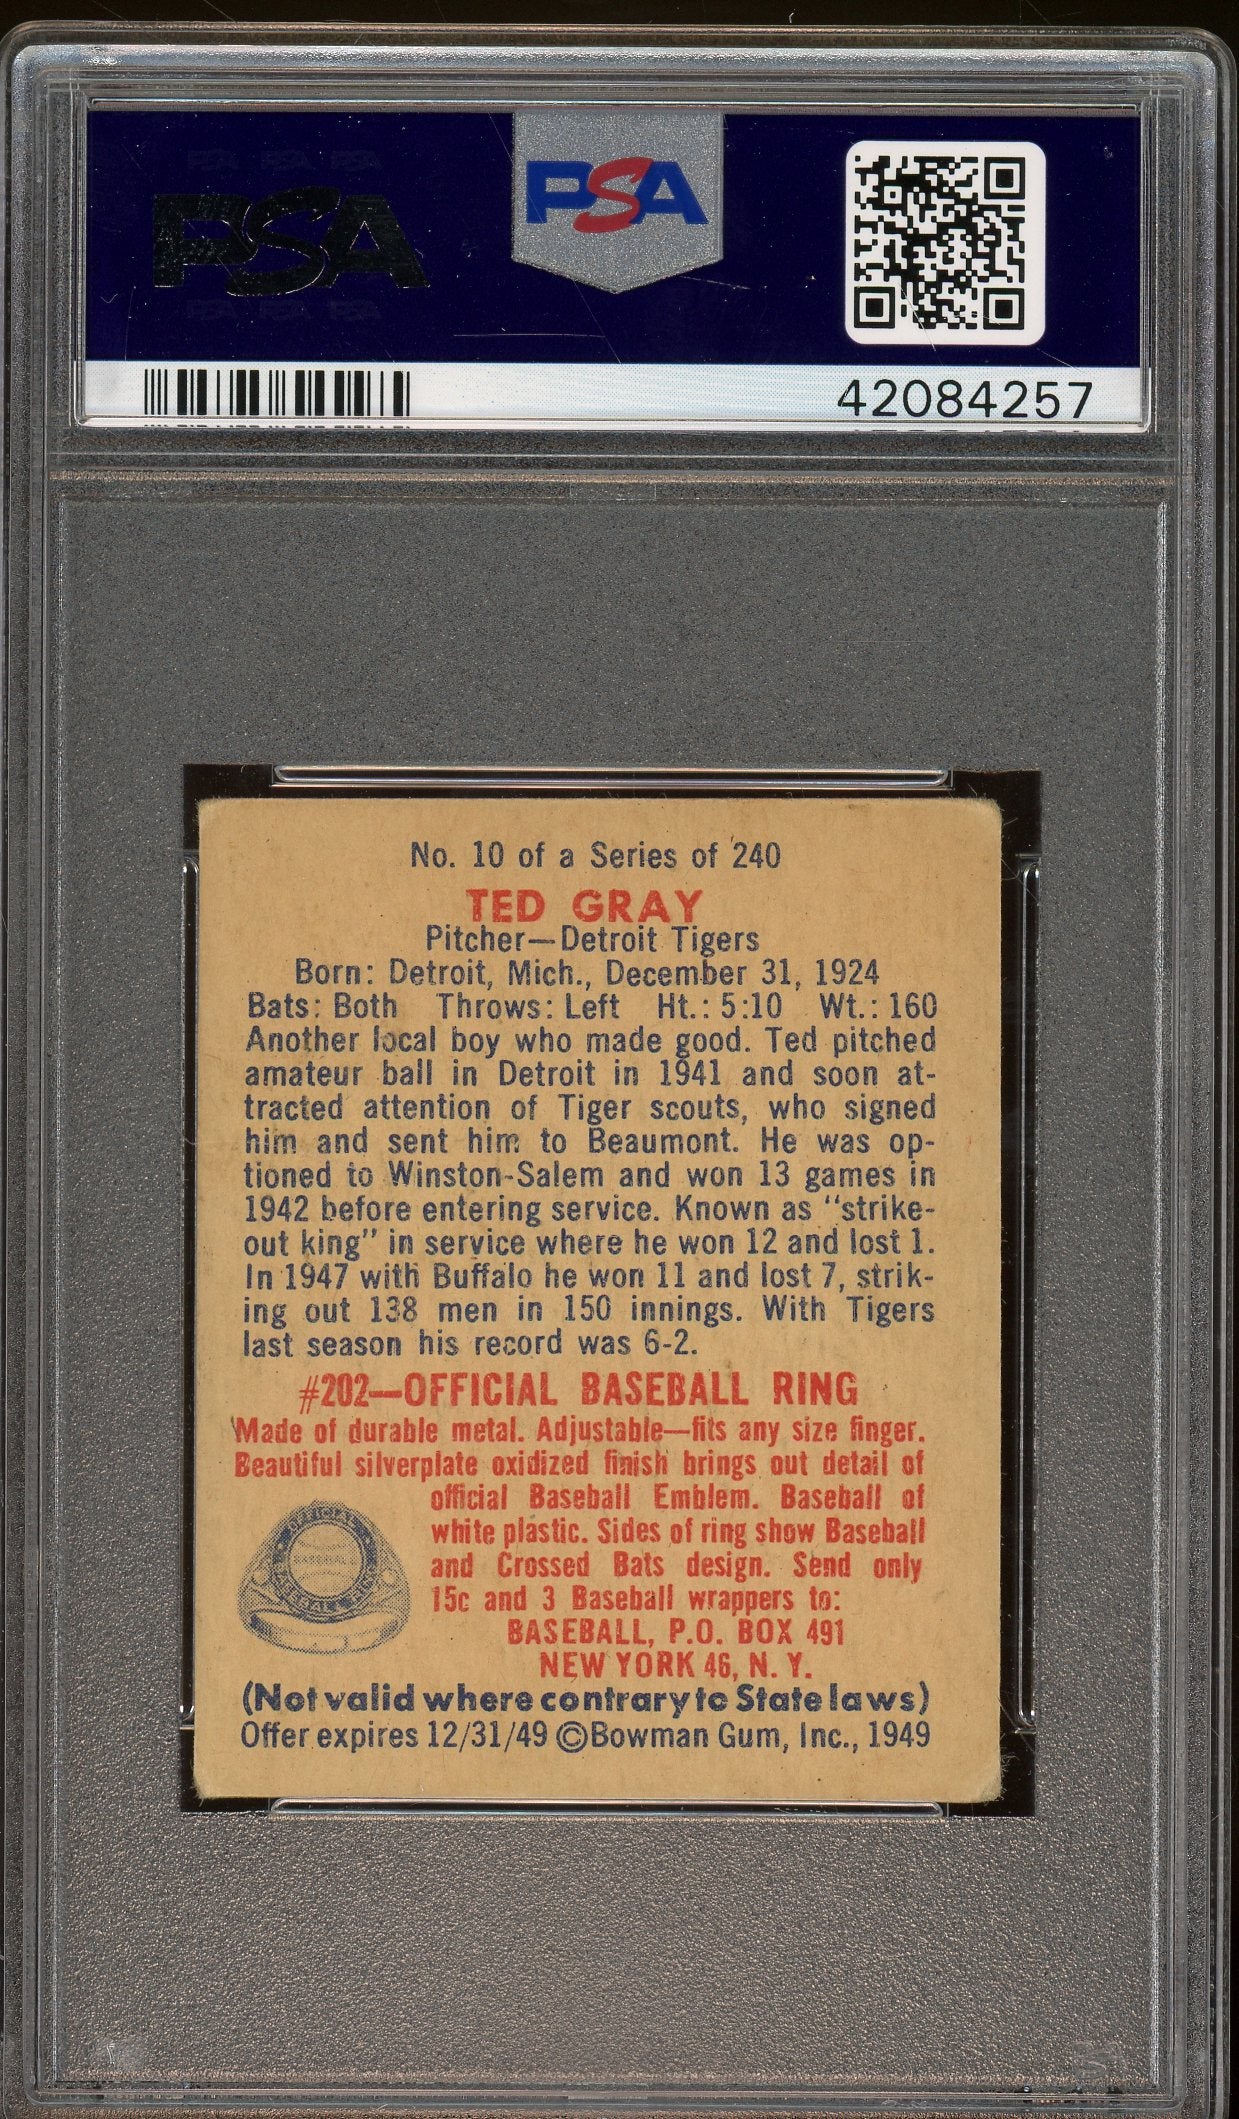 PSA
PSA
42084257
No. 10 of a Series of 240
TED GRAY
Pitcher—Detroit Tigers
Born: Detroit, Mich., December 31, 1924
Bats: Both Throws: Left Ht.: 5:10 Wt.: 160
Another local boy who made good. Ted pitched
amateur ball in Detroit in 1941 and soon at-
tracted attention of Tiger scouts, who signed
him and sent him to Beaumont. He was op-
tioned to Winston-Salem and won 13 games in
1942 before entering service. Known as "strike-
out king" in service where he won 12 and lost 1.
In 1947 with Buffalo he won 11 and lost 7, strik-
ing out 138 men in 150 innings. With Tigers
last season his record was 6-2.
#202—OFFICIAL BASEBALL RING
Made of durable metal. Adjustable—fits any size finger.
Beautiful silverplate oxidized finish brings out detail of
official Baseball Emblem. Baseball of
white plastic. Sides of ring show Baseball
and Crossed Bats design. Send only
15c and 3 Baseball wrappers to:
BASEBALL, P.O. BOX 491
NEW YORK 46, N. Y.
OFFICIAL
BASEBALL
BASEBALL RING
(Not valid where contrary to State laws)
Offer expires 12/31/49 ©Bowman Gum, Inc., 1949